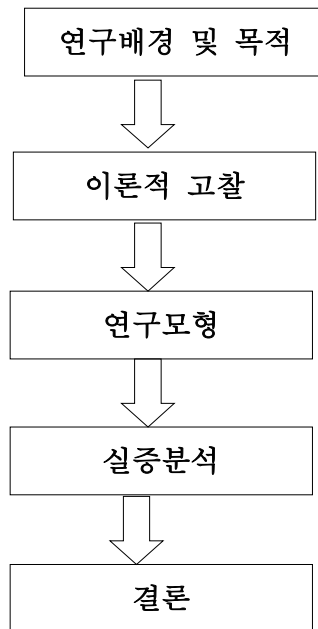 연구배경 및 목적
이론적 고찰
연구모형
실증분석
결론